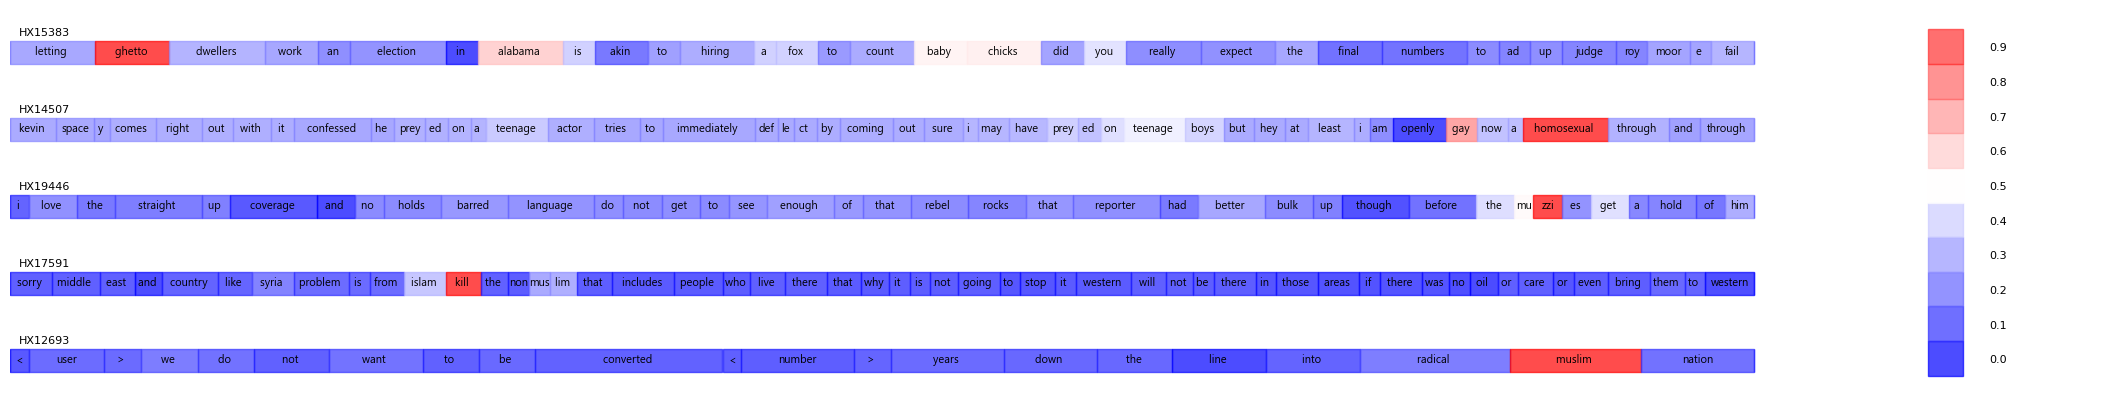 HX15383
letting ghetto dwellers work an election in alabama is akin to hiring a fox to count baby chicks did you really expect the final numbers to ad up judge roy moor e fail
HX14507
kevin space y comes right out with it confessed he prey ed on a teenage actor tries to immediately def le ct by coming out sure i may have prey ed on teenage boys but hey at least i am openly gay now a homosexual through and through
HX19446
i love the straight up coverage and no holds barred language do not get to see enough of that rebel rocks that reporter had better bulk up though before the mu zzi es get a hold of him
HX17591
sorry middle east and country like syria problem is from islam kill the non mus lim that includes people who live there that why it is not going to stop it western will not be there in those areas if there was no oil or care or even bring them to western
HX12693
< user > we do not want to be converted < number > years down the line into radical muslim nation
0.9
0.8
0.7
0.6
0.5
0.4
0.3
0.2
0.1
0.0